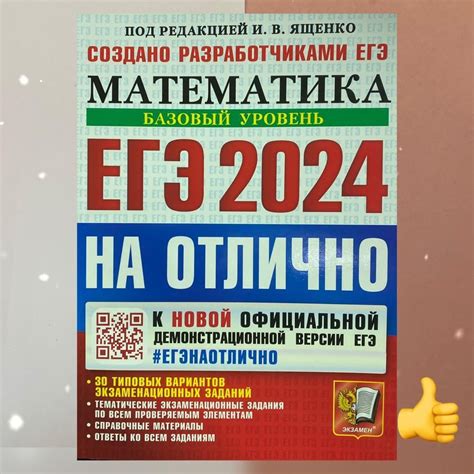 ПОД РЕДАКЦИЕЙ И. В. ЯЩЕНКО
СОЗДАНО РАЗРАБОТЧИКАМИ ЕГЭ
МАТЕМАТИКА
БАЗОВЫЙ УРОВЕНЬ
ЕГЭ 2024
НА ОТЛИЧНО
К НОВОЙ ОФИЦИАЛЬНОЙ
ДЕМОНСТРАЦИОННОЙ ВЕРСИИ ЕГЭ
#ЕГЭНАОТЛИЧНО
• 30 ТИПОВЫХ ВАРИАНТОВ
ЭКЗАМЕНАЦИОННЫХ ЗАДАНИЙ
• ТЕМАТИЧЕСКИЕ ЭКЗАМЕНАЦИОННЫЕ ЗАДАНИЯ
ПО ВСЕМ ПРОВЕРЯЕМЫМ ЭЛЕМЕНТАМ
• СПРАВОЧНЫЕ МАТЕРИАЛЫ
• ОТВЕТЫ КО ВСЕМ ЗАДАНИЯМ
ЭКЗАМЕН®